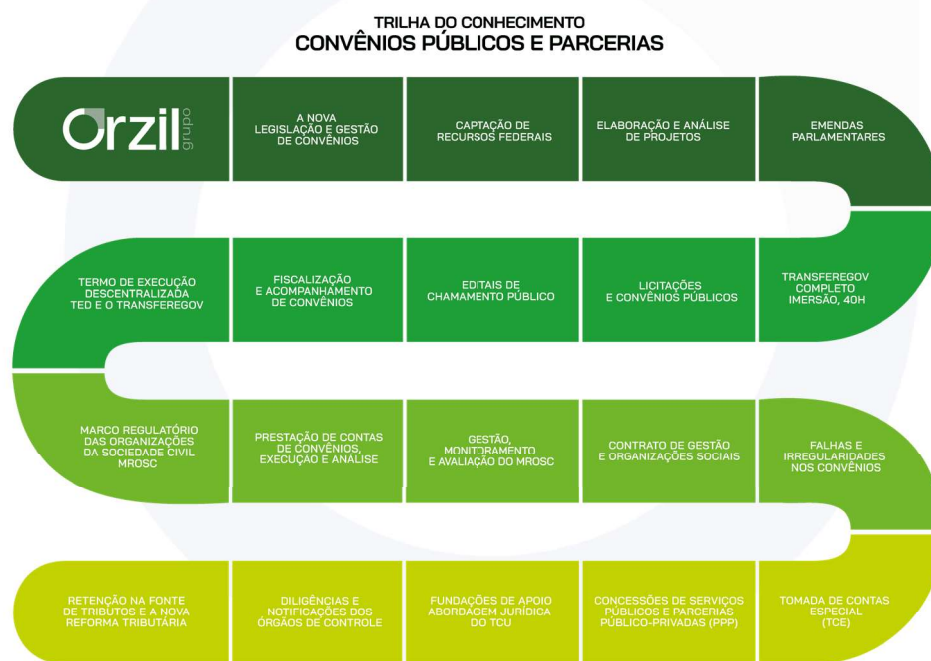 TRILHA DO CONHECIMENTO
CONVÊNIOS PÚBLICOS E PARCERIAS
Orzil grupo
A NOVA
LEGISLAÇÃO E GESTÃO
DE CONVÊNIOS
CAPTAÇÃO DE
RECURSOS FEDERAIS
ELABORAÇÃO E ANÁLISE
DE PROJETOS
EMENDAS
PARLAMENTARES
TERMO DE EXECUÇÃO
DESCENTRALIZADA
TED E O TRANSFEREGOV
FISCALIZAÇÃO
E ACOMPANHAMENTO
DE CONVÊNIOS
EDITAIS DE
CHAMAMENTO PÚBLICO
LICITAÇÕES
E CONVÊNIOS PÚBLICOS
TRANSFEREGOV
COMPLETO
IMERSÃO, 40H
MARCO REGULATÓRIO
DAS ORGANIZAÇÕES
DA SOCIEDADE CIVIL
MROSC
PRESTAÇÃO DE CONTAS
DE CONVÊNIOS,
EXECUÇÃO E ANÁLISE
GESTÃO,
MONITORAMENTO
E AVALIAÇÃO DO MROSC
CONTRATO DE GESTÃO
E ORGANIZAÇÕES SOCIAIS
FALHAS E
IRREGULARIDADES
NOS CONVÊNIOS
RETENÇÃO NA FONTE
DE TRIBUTOS E A NOVA
REFORMA TRIBUTÁRIA
DILIGÊNCIAS E
NOTIFICAÇÕES DOS
ÓRGÃOS DE CONTROLE
FUNDAÇÕES DE APOIO
ABORDAGEM JURÍDICA
DO TCU
CONCESSÕES DE SERVIÇOS
PÚBLICOS E PARCERIAS
PÚBLICO-PRIVADAS (PPP)
TOMADA DE CONTAS
ESPECIAL
(TCE)